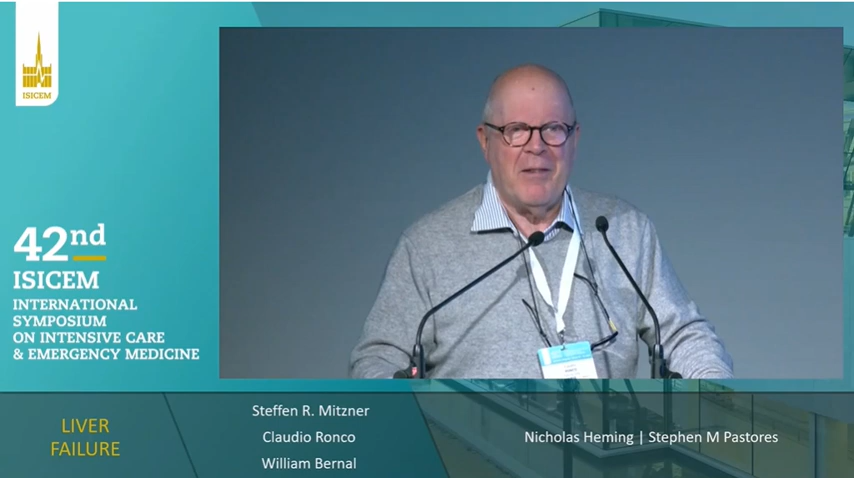 ISICEM
42nd
ISICEM
INTERNATIONAL
SYMPOSIUM
ON INTENSIVE CARE
& EMERGENCY MEDICINE
LIVER
FAILURE
Steffen R. Mitzner
Claudio Ronco
William Bernal
Nicholas Heming | Stephen M Pastores